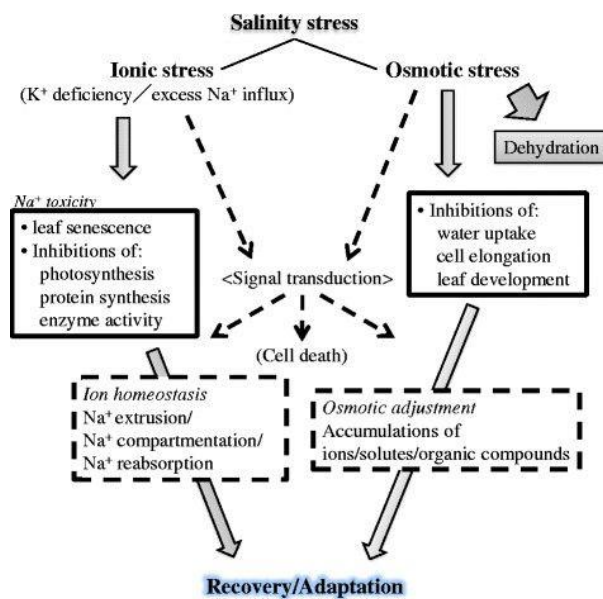 Salinity stress
Ionic stress
(K⁺ deficiency／excess Na⁺ influx)
Osmotic stress
Dehydration
Na⁺ toxicity
• leaf senescence
• Inhibitions of:
photosynthesis
protein synthesis
enzyme activity
• Inhibitions of:
water uptake
cell elongation
leaf development
<Signal transduction>
(Cell death)
Ion homeostasis
Na⁺ extrusion/
Na⁺ compartmentation/
Na⁺ reabsorption
Osmotic adjustment
Accumulations of
ions/solutes/organic compounds
Recovery/Adaptation